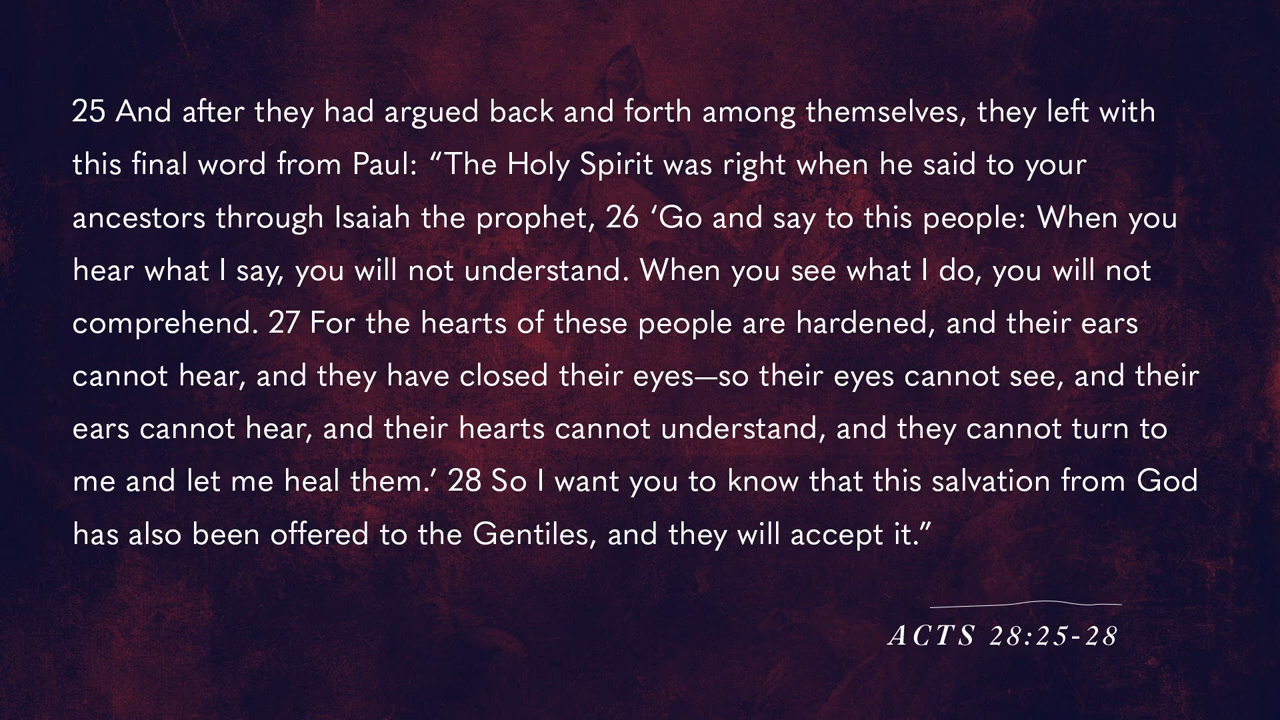 25 And after they had argued back and forth among themselves, they left with
this final word from Paul: “The Holy Spirit was right when he said to your
ancestors through Isaiah the prophet, 26 ‘Go and say to this people: When you
hear what I say, you will not understand. When you see what I do, you will not
comprehend. 27 For the hearts of these people are hardened, and their ears
cannot hear, and they have closed their eyes—so their eyes cannot see, and their
ears cannot hear, and their hearts cannot understand, and they cannot turn to
me and let me heal them.’ 28 So I want you to know that this salvation from God
has also been offered to the Gentiles, and they will accept it.”
ACTS 28:25-28